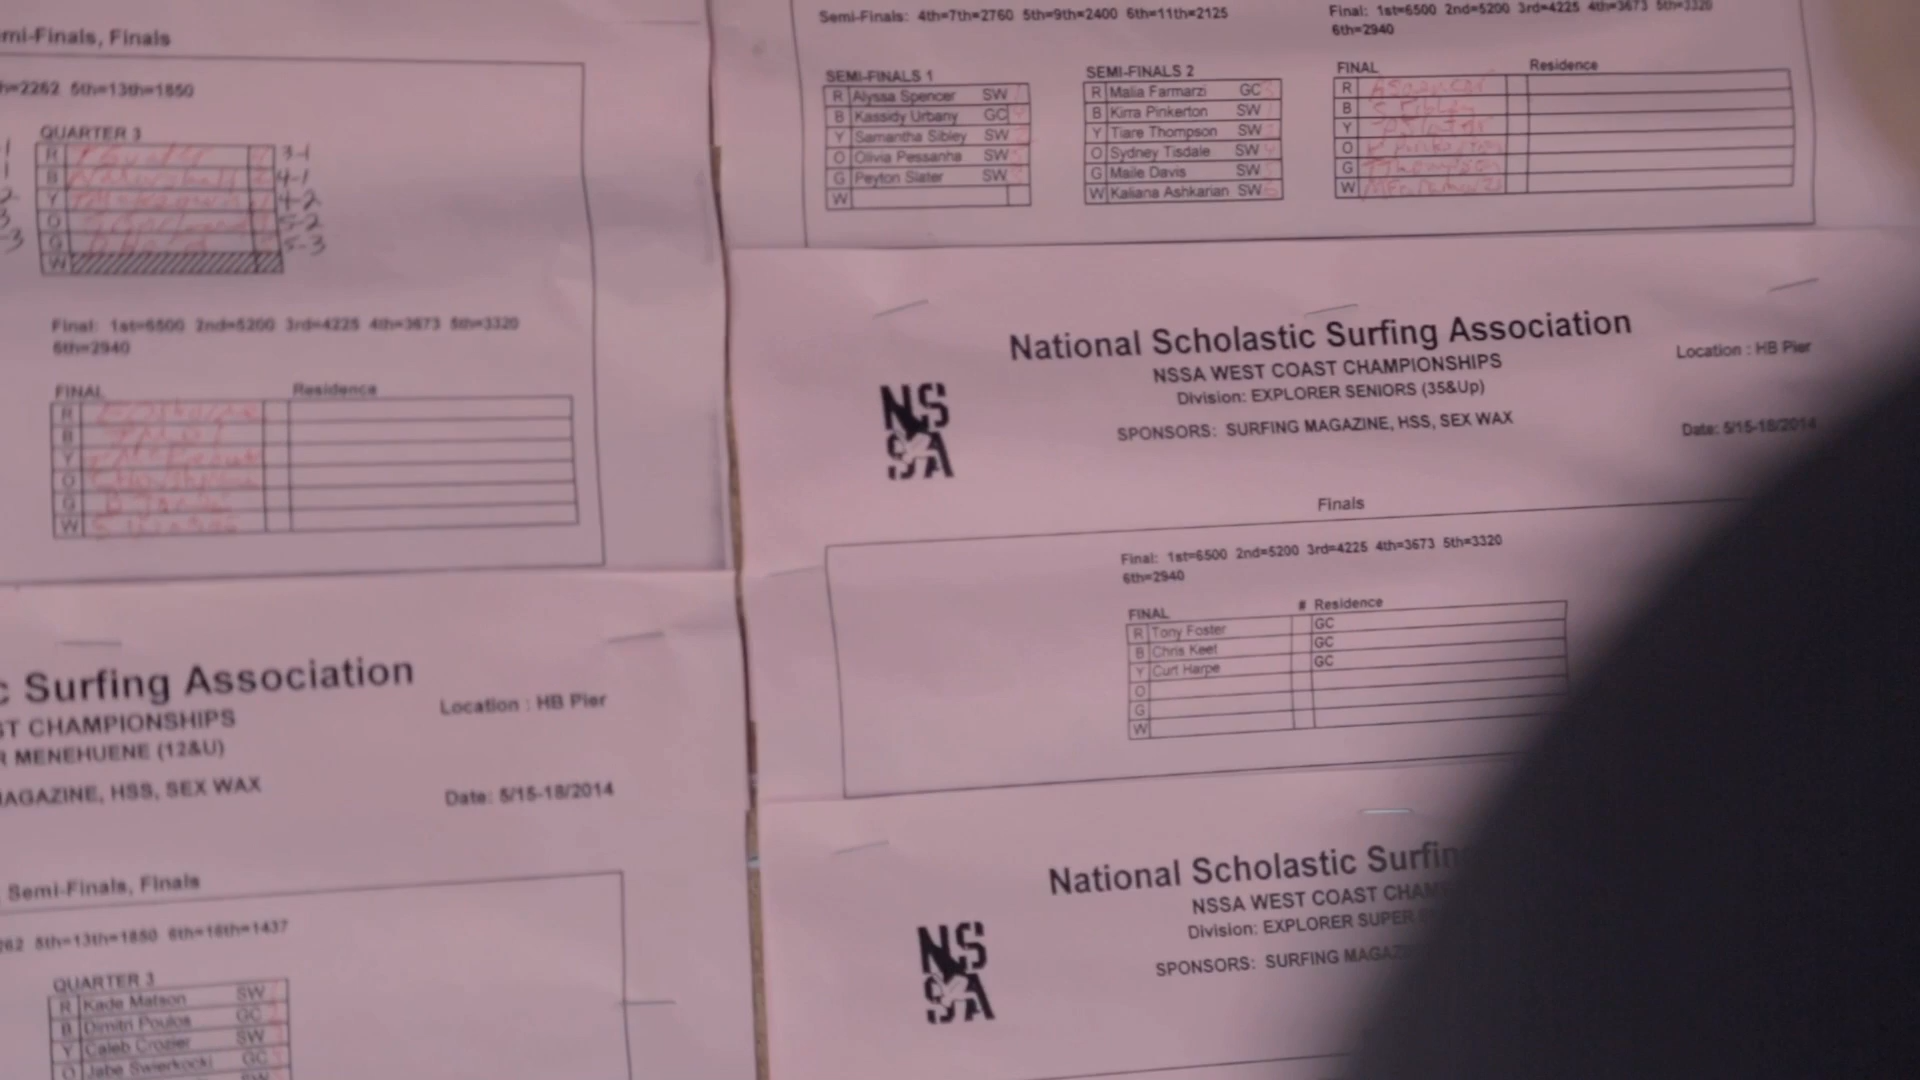 mi-Finals, Finals
h=2262 5th=13th=1850
QUARTER 3
R 3-1
B 4-1
Y 4-2
O 5-2
G 5-3
W
Final: 1st=6500 2nd=5200 3rd=4225 4th=3673 5th=3320
6th=2940
FINAL Residence
R
B
Y
O
G
W
c Surfing Association
ST CHAMPIONSHIPS
R MENEHUENE (12&U)
MAGAZINE, HSS, SEX WAX
Location : HB Pier
Date: 5/15-18/2014
Semi-Finals, Finals
262 5th=13th=1850 6th=16th=1437
QUARTER 3
R Kade Matson SW
B Dimitri Poulos GC
Y Caleb Crozier SW
O Jabe Swierkocki GC
SW
Semi-Finals: 4th=7th=2760 5th=9th=2400 6th=11th=2125
Final: 1st=6500 2nd=5200 3rd=4225 4th=3673 5th=3320
6th=2940
SEMI-FINALS 1
R Alyssa Spencer SW
B Kassidy Urbany GC
Y Samantha Sibley SW
O Olivia Pessanha SW
G Peyton Slater SW
W
SEMI-FINALS 2
R Malia Farmarzi GC
B Kirra Pinkerton SW
Y Tiare Thompson SW
O Sydney Tisdale SW
G Maile Davis SW
W Kaliana Ashkarian SW
FINAL Residence
R A Spencer
B S Sibley
Y
O K Pinkerton
G T Thompson
W M Farmarzi
NSSA
National Scholastic Surfing Association
NSSA WEST COAST CHAMPIONSHIPS
Division: EXPLORER SENIORS (35&Up)
SPONSORS: SURFING MAGAZINE, HSS, SEX WAX
Location : HB Pier
Date: 5/15-18/2014
Finals
Final: 1st=6500 2nd=5200 3rd=4225 4th=3673 5th=3320
6th=2940
FINAL # Residence
R Tony Foster GC
B Chris Keet GC
Y Curt Harpe GC
O
G
W
NSSA
National Scholastic Surfin
NSSA WEST COAST CHAM
Division: EXPLORER SUPER
SPONSORS: SURFING MAGAZ